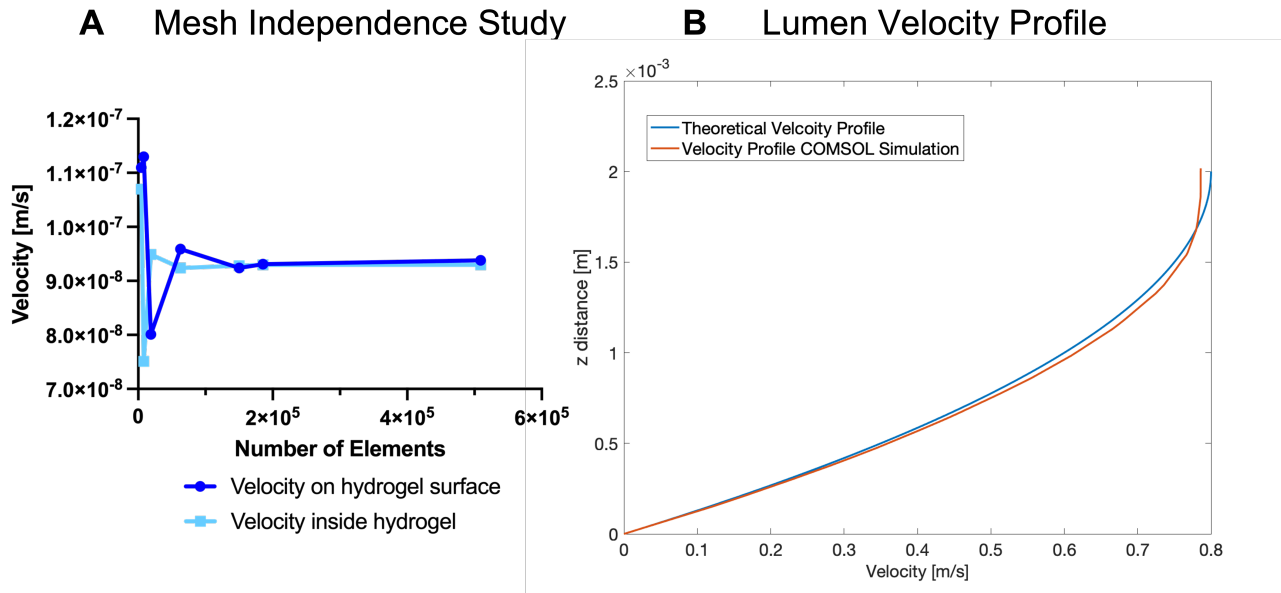 A Mesh Independence Study
Velocity [m/s]
1.2×10⁻⁷
1.1×10⁻⁷
1.0×10⁻⁷
9.0×10⁻⁸
8.0×10⁻⁸
7.0×10⁻⁸
0 2×10⁵ 4×10⁵ 6×10⁵
Number of Elements
Velocity on hydrogel surface
Velocity inside hydrogel
B Lumen Velocity Profile
×10⁻³
z distance [m]
2.5
2
1.5
1
0.5
0
Theoretical Velcoity Profile
Velocity Profile COMSOL Simulation
0 0.1 0.2 0.3 0.4 0.5 0.6 0.7 0.8
Velocity [m/s]